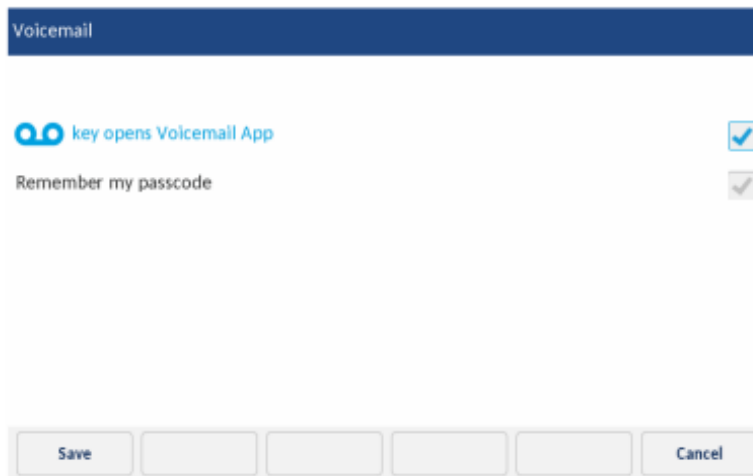 Voicemail
key opens Voicemail App
Remember my passcode
Save
Cancel